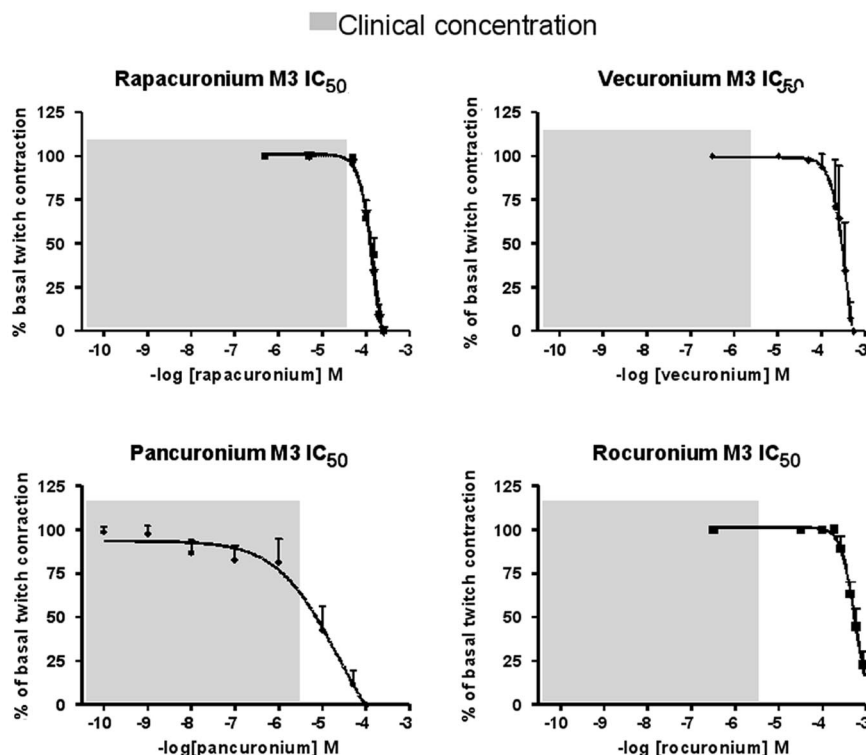 Clinical concentration
Rapacuronium M3 IC50
% basal twitch contraction
125
100
75
50
25
0
-10 -9 -8 -7 -6 -5 -4 -3
-log [rapacuronium] M
Vecuronium M3 IC50
% of basal twitch contraction
125
100
75
50
25
0
-10 -9 -8 -7 -6 -5 -4 -3
-log [vecuronium] M
Pancuronium M3 IC50
% of basal twitch conraction
125
100
75
50
25
0
-10 -9 -8 -7 -6 -5 -4 -3
-log[pancuronium] M
Rocuronium M3 IC50
% of basal twitch contraction
125
100
75
50
25
0
-10 -9 -8 -7 -6 -5 -4 -3
-log [rocuronium] M